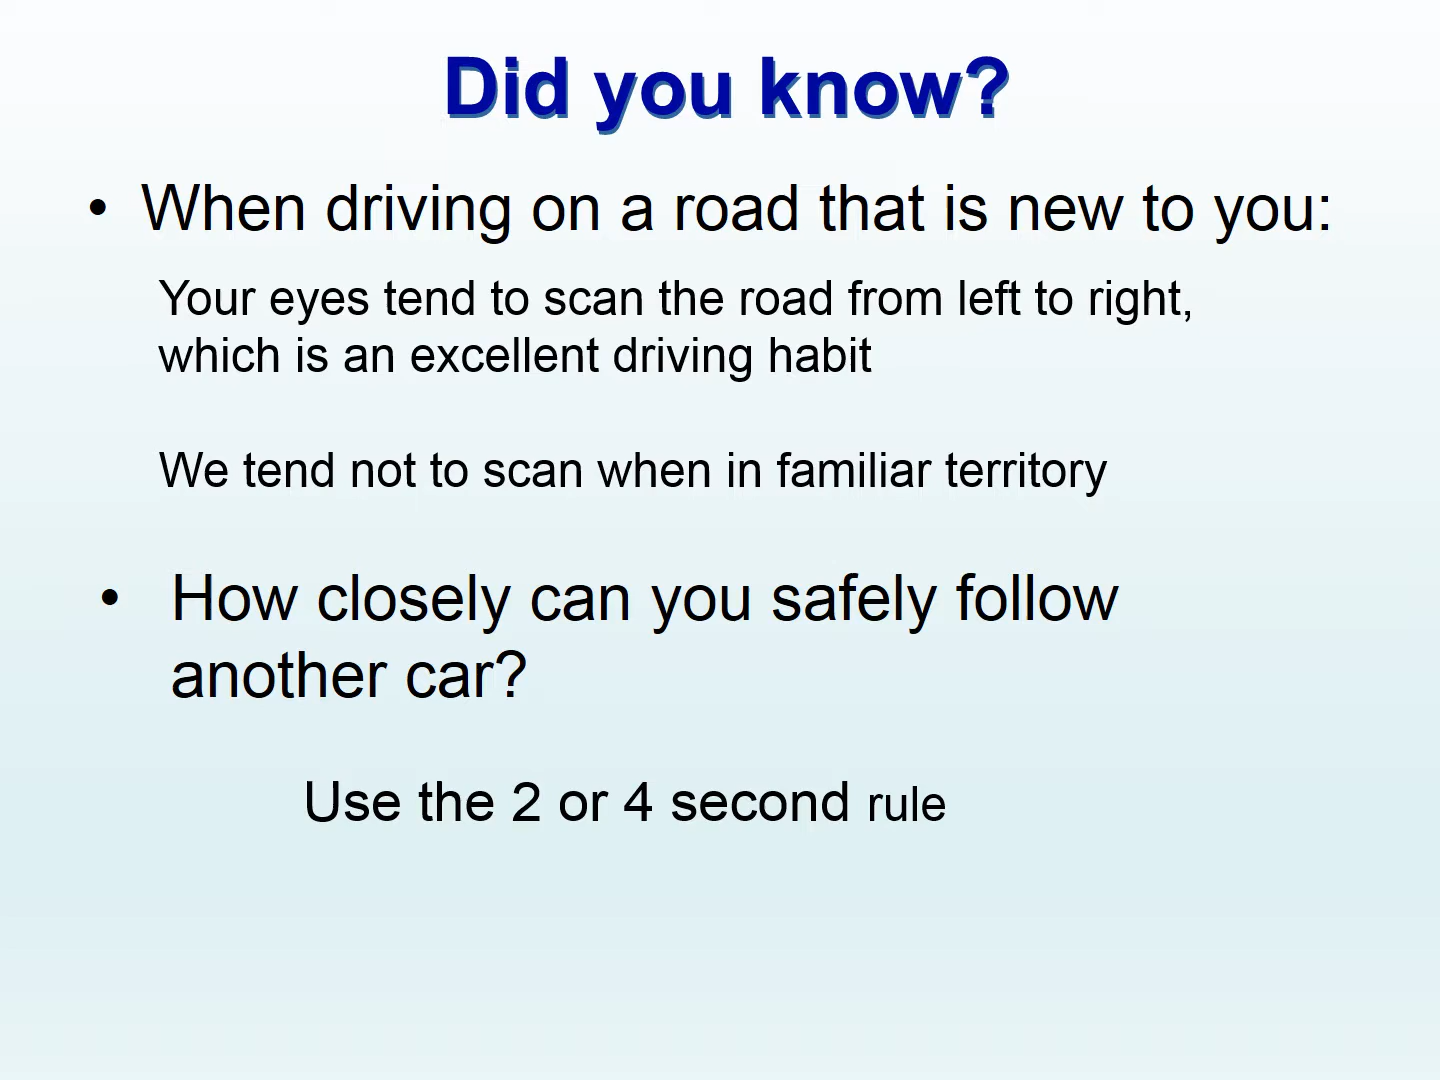 Did you know?
• When driving on a road that is new to you:
Your eyes tend to scan the road from left to right,
which is an excellent driving habit
We tend not to scan when in familiar territory
• How closely can you safely follow
another car?
Use the 2 or 4 second rule